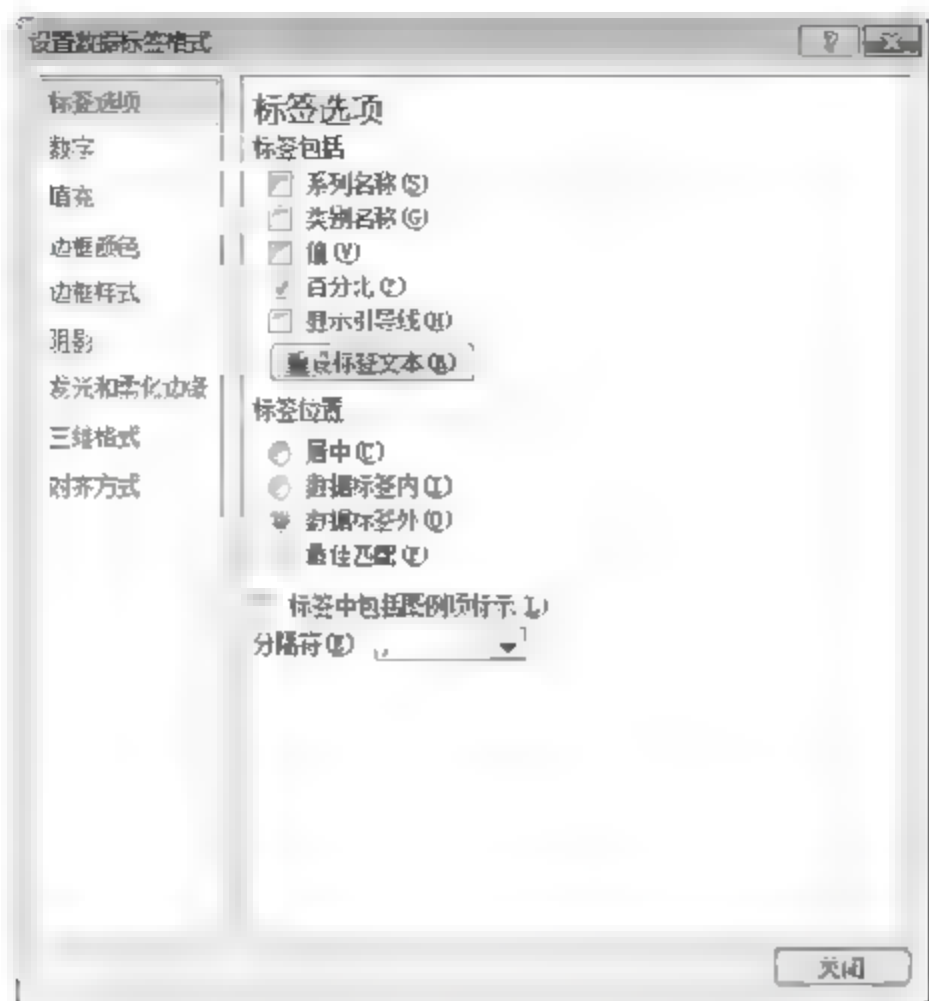 设置数据标签格式
标签选项
数字
填充
边框颜色
边框样式
阴影
发光和柔化边缘
三维格式
对齐方式
标签选项
标签包括
系列名称(S)
类别名称(G)
值(V)
百分比(P)
显示引导线(H)
重设标签文本(R)
标签位置
居中(C)
数据标签内(I)
数据标签外(O)
最佳匹配(F)
标签中包括图例项标示(L)
分隔符(E) ,
关闭